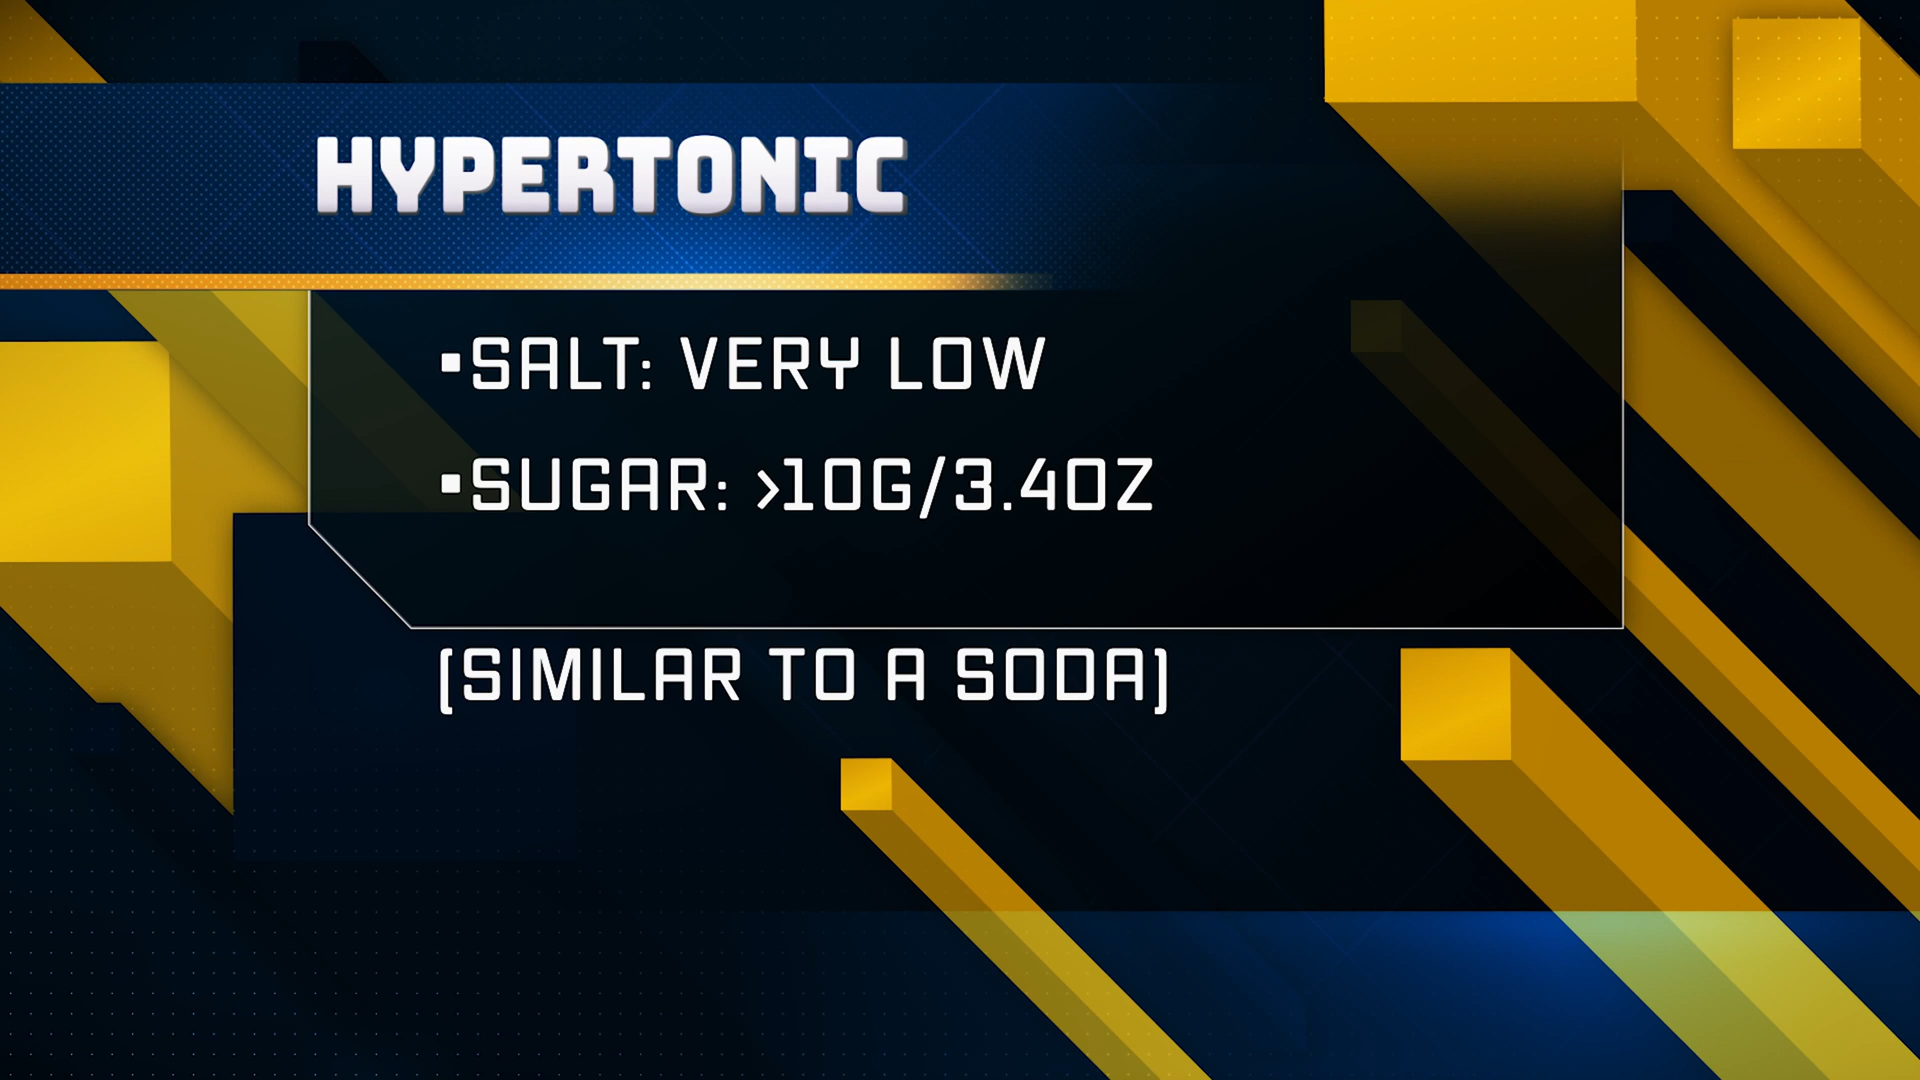 HYPERTONIC
▪SALT: VERY LOW
▪SUGAR: >10G/3.4OZ
[SIMILAR TO A SODA]